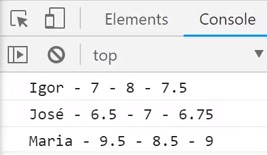 Elements Console
top
Igor - 7 - 8 - 7.5
José - 6.5 - 7 - 6.75
Maria - 9.5 - 8.5 - 9